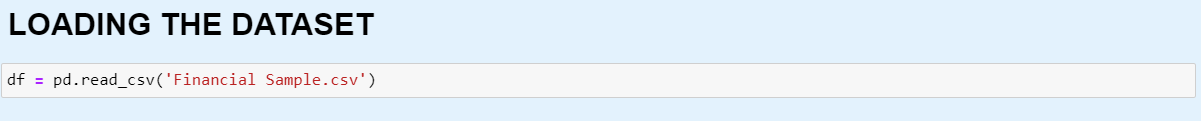 LOADING THE DATASET
df = pd.read_csv('Financial Sample.csv')